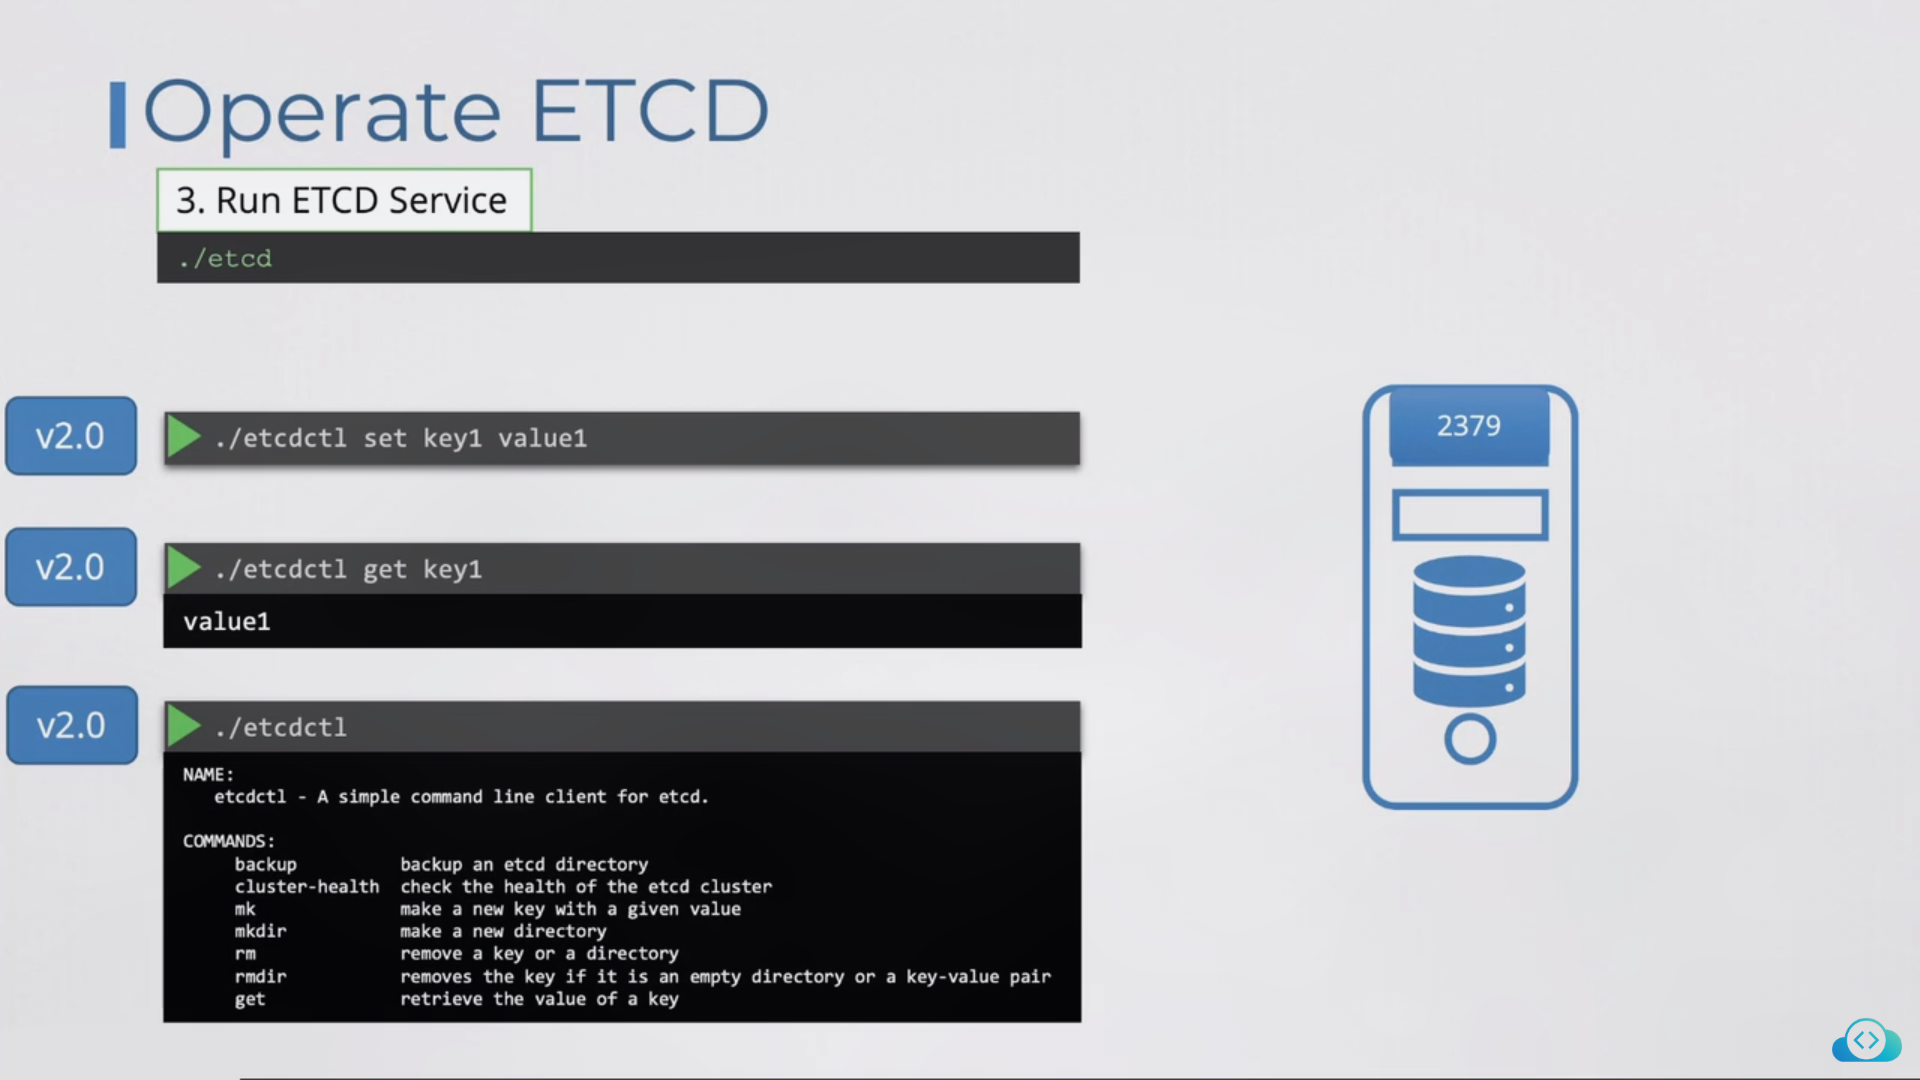 Operate ETCD
3. Run ETCD Service
./etcd
v2.0
./etcdctl set key1 value1
2379
v2.0
./etcdctl get key1
value1
v2.0
./etcdctl
NAME:
etcdctl - A simple command line client for etcd.
COMMANDS:
backup backup an etcd directory
cluster-health check the health of the etcd cluster
mk make a new key with a given value
mkdir make a new directory
rm remove a key or a directory
rmdir removes the key if it is an empty directory or a key-value pair
get retrieve the value of a key